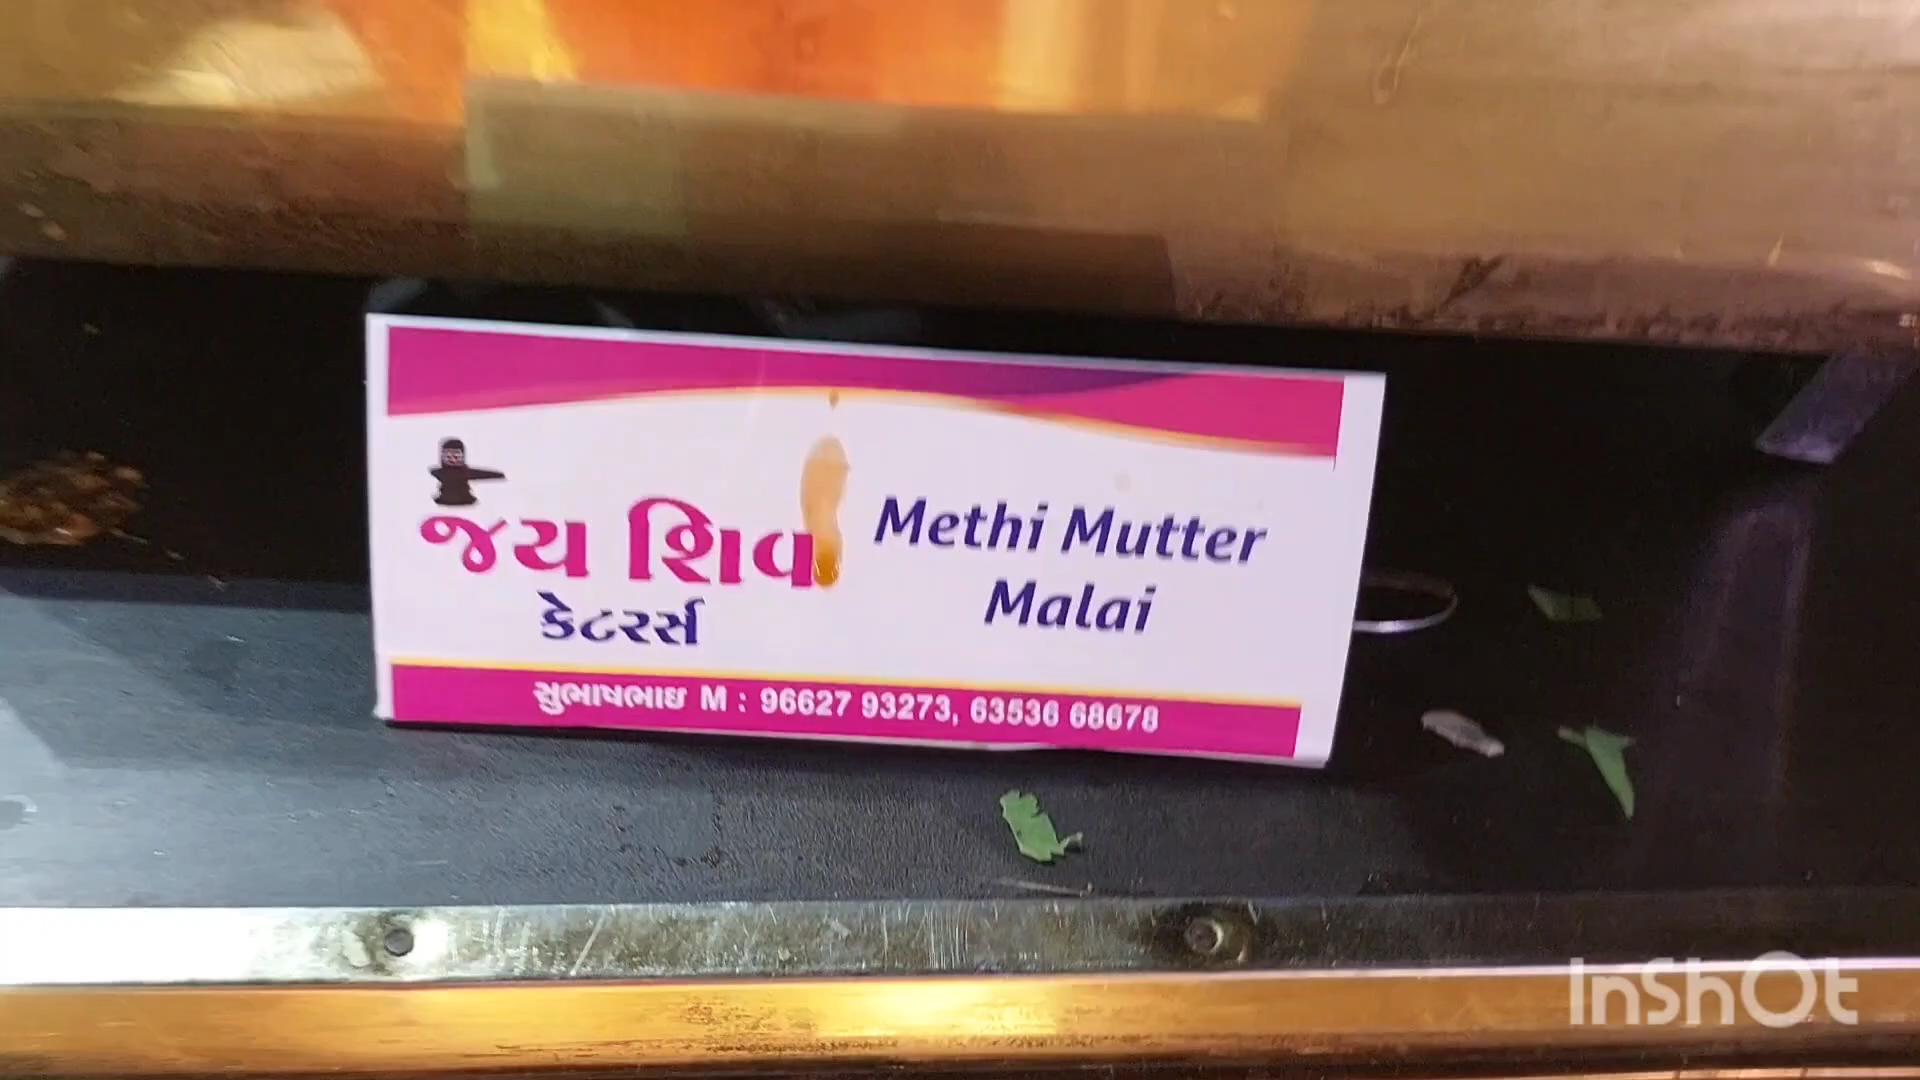 જય શિવ
કેટરર્સ
Methi Mutter
Malai
સુભાષભાઇ M : 96627 93273, 63536 68678
InShOt